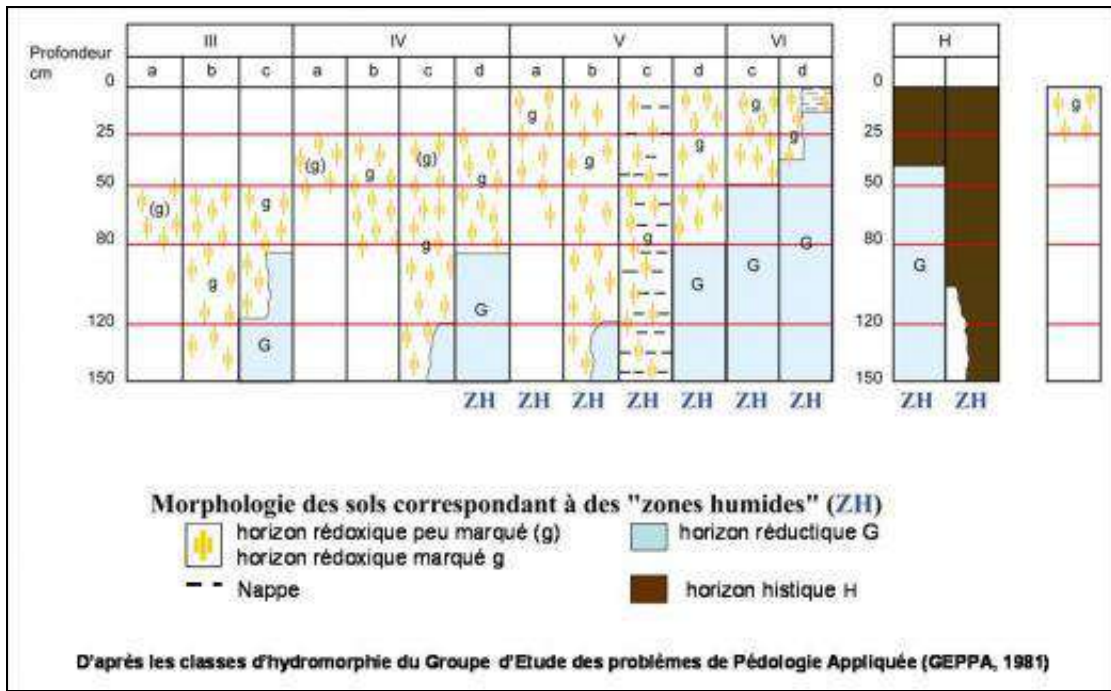 III IV V VI H
Profondeur
cm
a b c a b c d a b c d c d
0 0
g g g
(g) (g) g g
25 25
(g) g g g
50 50
(g) g
80 80
g g g G
g G G G G
120 120
G
150 150
ZH ZH ZH ZH ZH ZH ZH ZH ZH
Morphologie des sols correspondant à des "zones humides" (ZH)
horizon rédoxique peu marqué (g) horizon réductique G
horizon rédoxique marqué g
Nappe horizon histique H
D'après les classes d'hydromorphie du Groupe d'Etude des problèmes de Pédologie Appliquée (GEPPA, 1981)